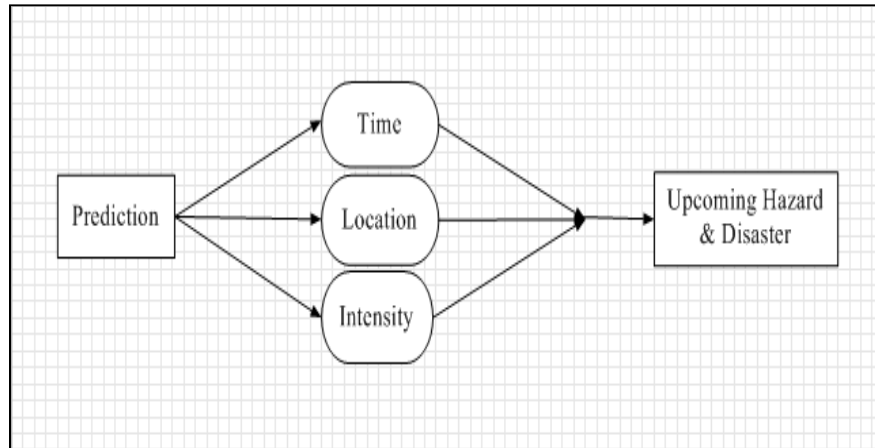 Prediction
Time
Location
Intensity
Upcoming Hazard
& Disaster